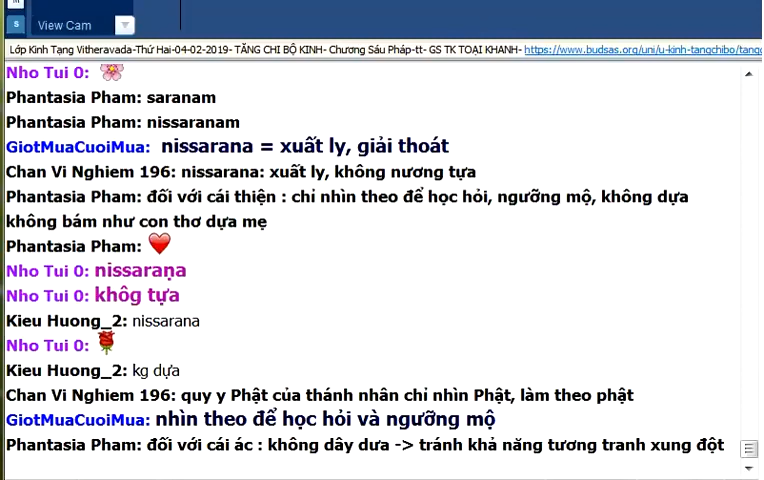 s View Cam
Lớp Kinh Tạng Vitheravada-Thứ Hai-04-02-2019- TĂNG CHI BỘ KINH- Chương Sáu Pháp-tt- GS TK TOẠI KHANH- https://www.budsas.org/uni/u-kinh-tangchibo/tang
Nho Tui 0:
Phantasia Pham: saranam
Phantasia Pham: nissaranam
GiotMuaCuoiMua: nissarana = xuất ly, giải thoát
Chan Vi Nghiem 196: nissarana: xuất ly, không nương tựa
Phantasia Pham: đối với cái thiện : chỉ nhìn theo để học hỏi, ngưỡng mộ, không dựa
không bám như con thơ dựa mẹ
Phantasia Pham:
Nho Tui 0: nissaraṇa
Nho Tui 0: khôg tựa
Kieu Huong_2: nissarana
Nho Tui 0:
Kieu Huong_2: kg dựa
Chan Vi Nghiem 196: quy y Phật của thánh nhân chỉ nhìn Phật, làm theo phật
GiotMuaCuoiMua: nhìn theo để học hỏi và ngưỡng mộ
Phantasia Pham: đối với cái ác : không dây dưa -> tránh khả năng tương tranh xung đột